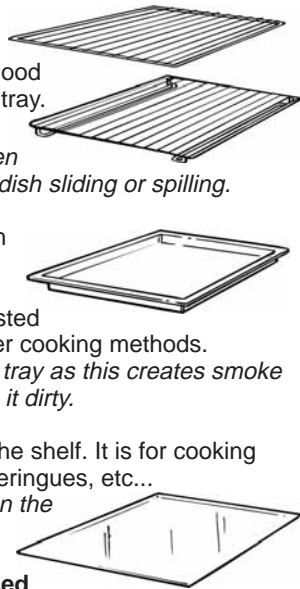 ood
tray.
en
dish sliding or spilling.
n
sted
er cooking methods.
tray as this creates smoke
it dirty.
he shelf. It is for cooking
eringues, etc...
n the
ed